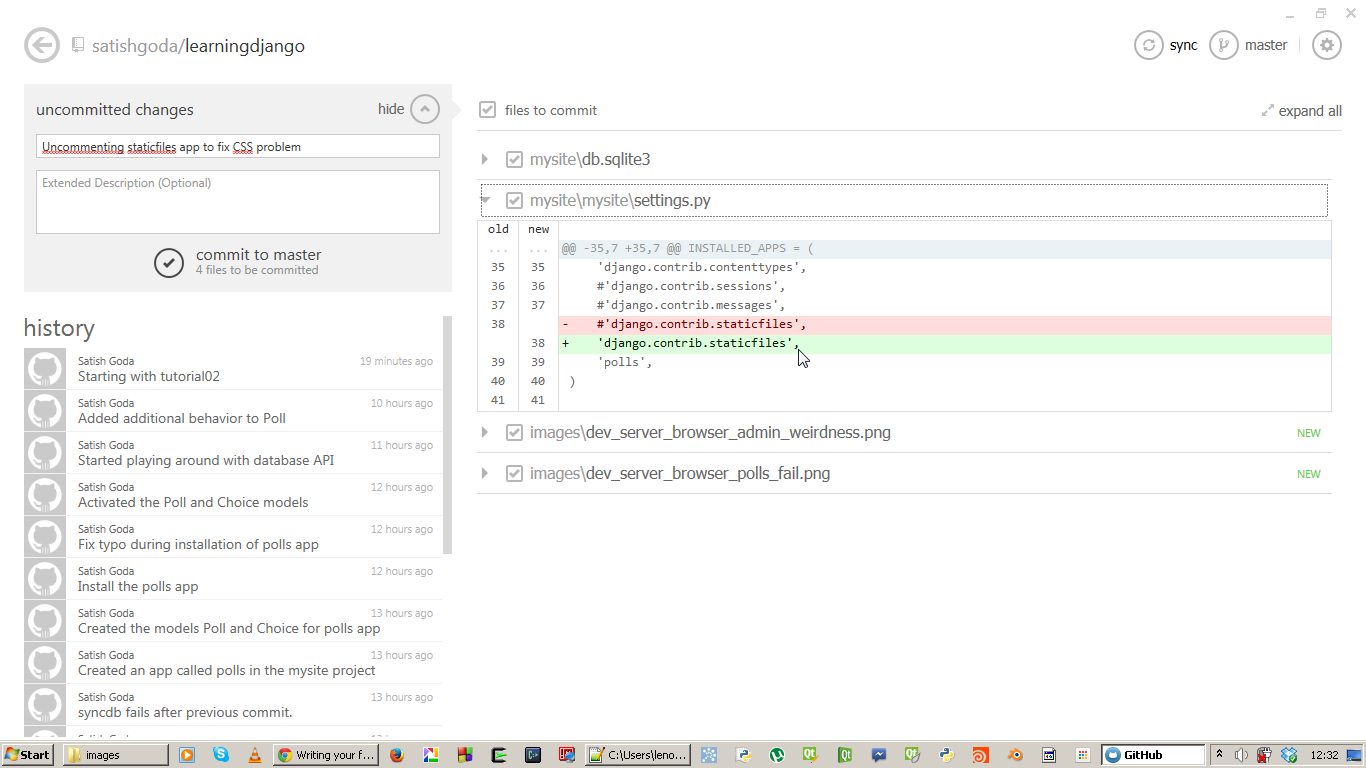 satishgoda/learningdjango
sync
master
uncommitted changes
hide
Uncommenting staticfiles app to fix CSS problem
Extended Description (Optional)
commit to master
4 files to be committed
history
Satish Goda 19 minutes ago
Starting with tutorial02
Satish Goda 10 hours ago
Added additional behavior to Poll
Satish Goda 11 hours ago
Started playing around with database API
Satish Goda 12 hours ago
Activated the Poll and Choice models
Satish Goda 12 hours ago
Fix typo during installation of polls app
Satish Goda 12 hours ago
Install the polls app
Satish Goda 13 hours ago
Created the models Poll and Choice for polls app
Satish Goda 13 hours ago
Created an app called polls in the mysite project
Satish Goda 13 hours ago
syncdb fails after previous commit.
files to commit
expand all
mysite\db.sqlite3
mysite\mysite\settings.py
old new
... ... @@ -35,7 +35,7 @@ INSTALLED_APPS = (
35 35 'django.contrib.contenttypes',
36 36 #'django.contrib.sessions',
37 37 #'django.contrib.messages',
38 - #'django.contrib.staticfiles',
38 + 'django.contrib.staticfiles',
39 39 'polls',
40 40 )
41 41
images\dev_server_browser_admin_weirdness.png NEW
images\dev_server_browser_polls_fail.png NEW
Start
images
Writing your f...
C:\Users\leno...
GitHub
12:32